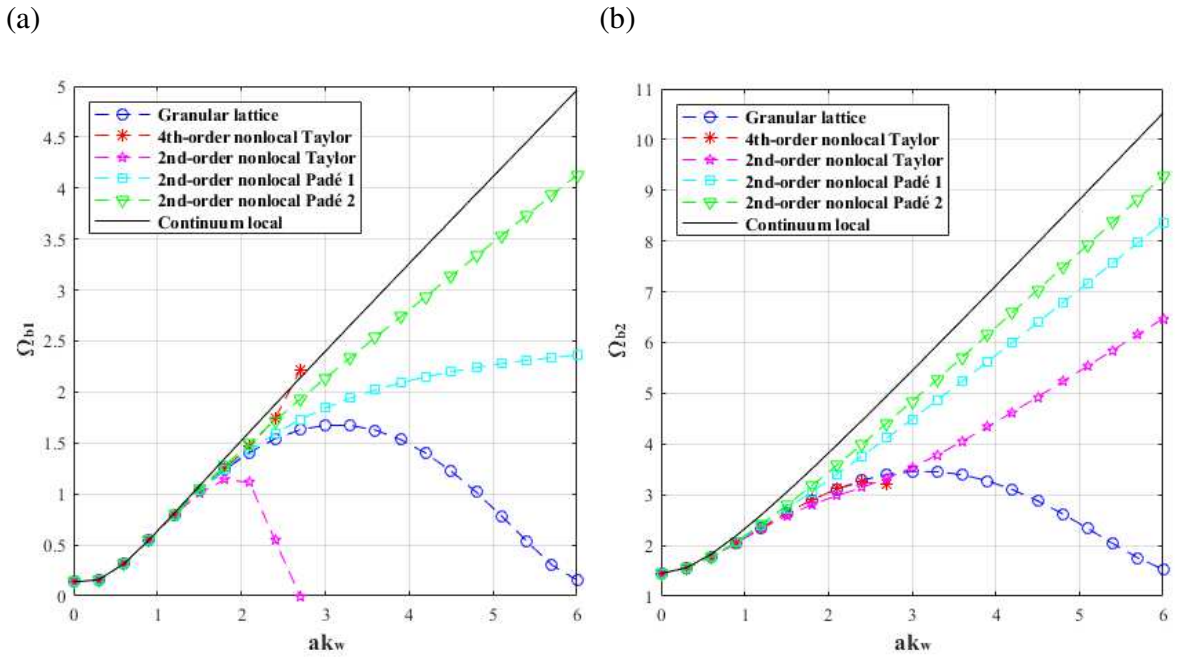 (a)
(b)
5
4.5
4
3.5
3
2.5
2
1.5
1
0.5
0
Ωb1
Granular lattice
4th-order nonlocal Taylor
2nd-order nonlocal Taylor
2nd-order nonlocal Padé 1
2nd-order nonlocal Padé 2
Continuum local
0 1 2 3 4 5 6
akw
11
10
9
8
7
6
5
4
3
2
1
Ωb2
Granular lattice
4th-order nonlocal Taylor
2nd-order nonlocal Taylor
2nd-order nonlocal Padé 1
2nd-order nonlocal Padé 2
Continuum local
0 1 2 3 4 5 6
akw